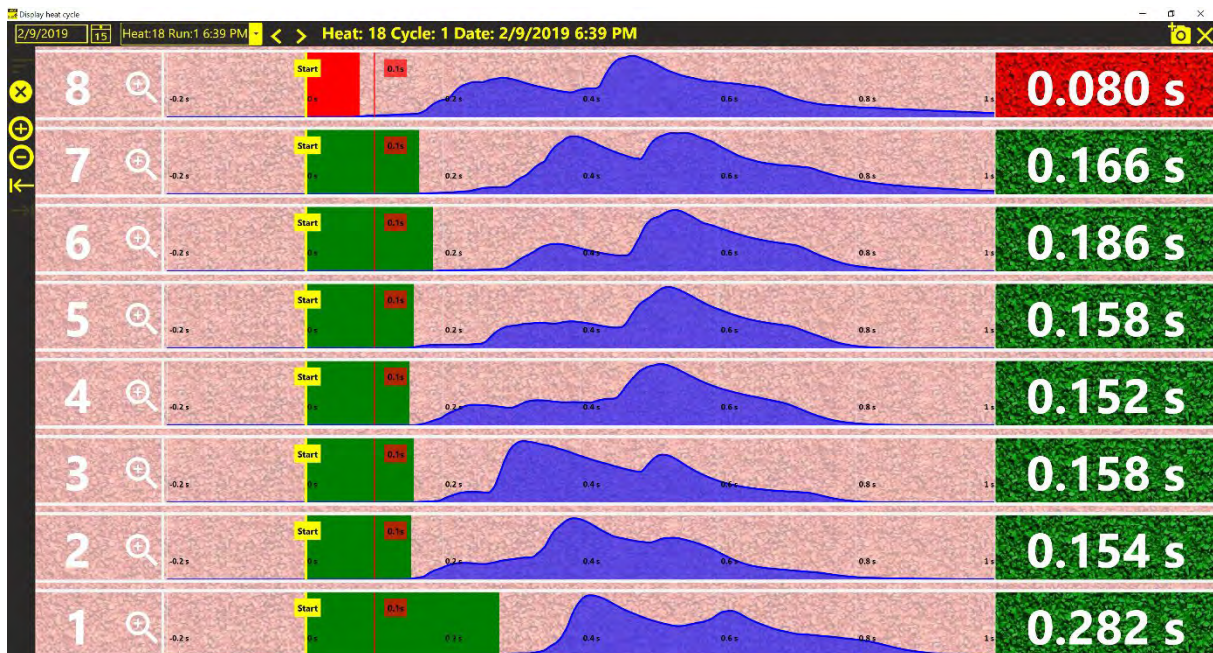 Display heat cycle
2/9/2019 15 Heat:18 Run:1 6:39 PM < > Heat: 18 Cycle: 1 Date: 2/9/2019 6:39 PM
8 -0.2 s Start 0 s 0.1s 0.2 s 0.4 s 0.6 s 0.8 s 1 s 0.080 s
7 -0.2 s Start 0 s 0.1s 0.2 s 0.4 s 0.6 s 0.8 s 1 s 0.166 s
6 -0.2 s Start 0 s 0.1s 0.2 s 0.4 s 0.6 s 0.8 s 1 s 0.186 s
5 -0.2 s Start 0 s 0.1s 0.2 s 0.4 s 0.6 s 0.8 s 1 s 0.158 s
4 -0.2 s Start 0 s 0.1s 0.2 s 0.4 s 0.6 s 0.8 s 1 s 0.152 s
3 -0.2 s Start 0 s 0.1s 0.2 s 0.4 s 0.6 s 0.8 s 1 s 0.158 s
2 -0.2 s Start 0 s 0.1s 0.2 s 0.4 s 0.6 s 0.8 s 1 s 0.154 s
1 -0.2 s Start 0 s 0.1s 0.2 s 0.4 s 0.6 s 0.8 s 1 s 0.282 s